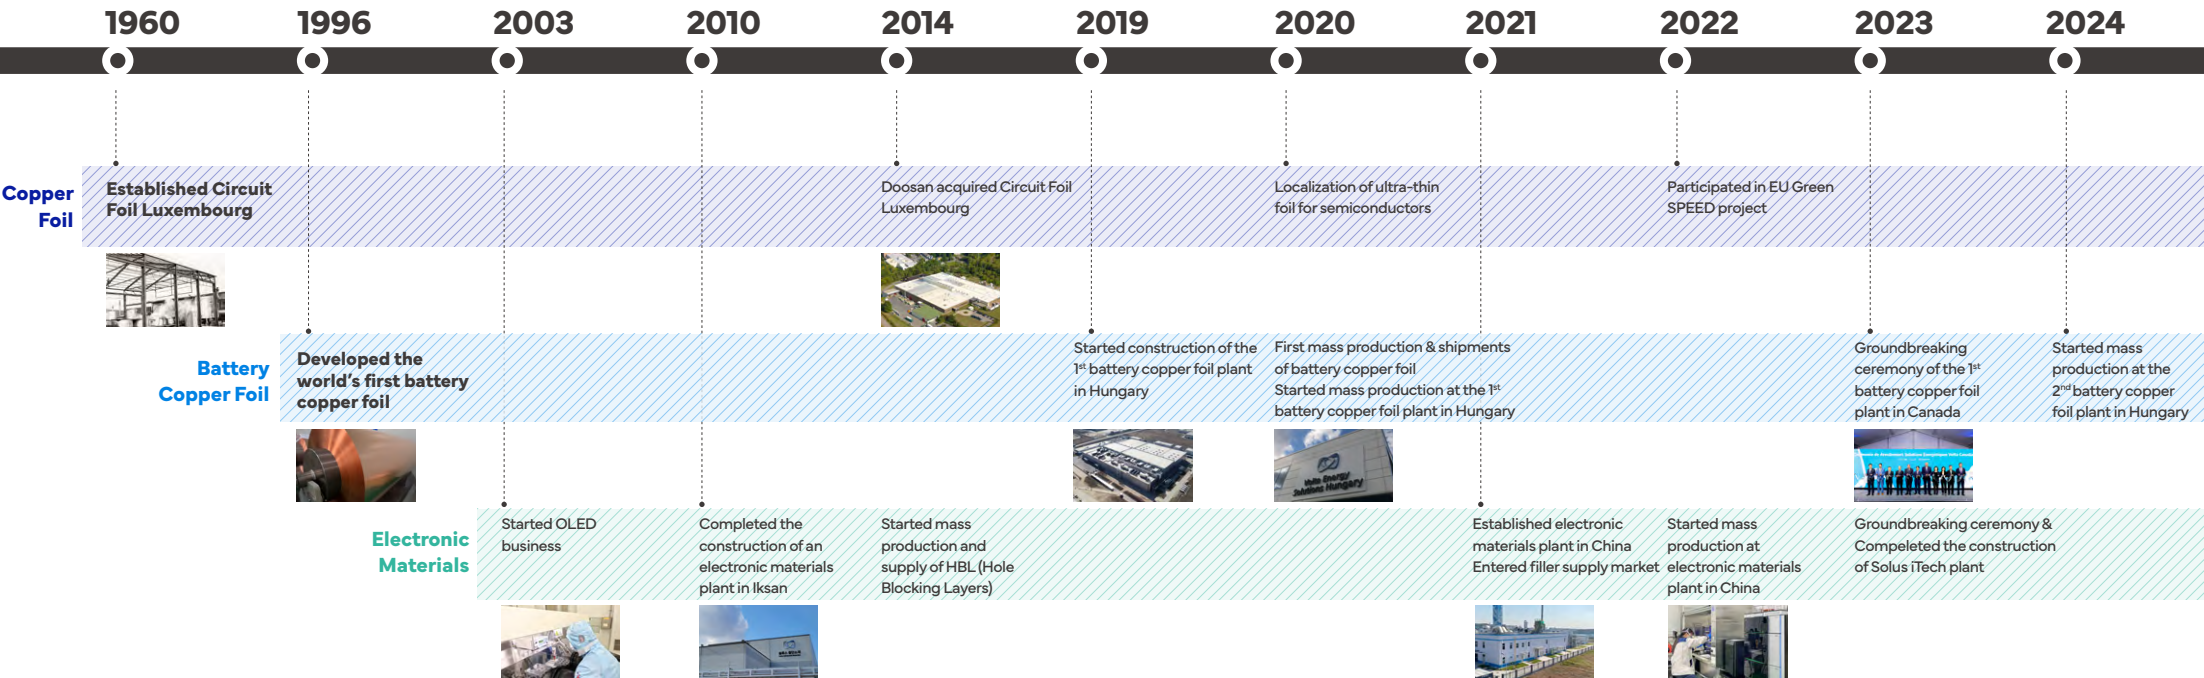 1960
1996
2003
2010
2014
2019
2020
2021
2022
2023
2024
Copper
Foil
Established Circuit
Foil Luxembourg
Doosan acquired Circuit Foil
Luxembourg
Localization of ultra-thin
foil for semiconductors
Participated in EU Green
SPEED project
Battery
Copper Foil
Developed the
world's first battery
copper foil
Started construction of the
1st battery copper foil plant
in Hungary
First mass production & shipments
of battery copper foil
Started mass production at the 1st
battery copper foil plant in Hungary
Groundbreaking
ceremony of the 1st
battery copper foil
plant in Canada
Started mass
production at the
2nd battery copper
foil plant in Hungary
Volta Energy
Solutions Hungary
Electronic
Materials
Started OLED
business
Completed the
construction of an
electronic materials
plant in Iksan
Started mass
production and
supply of HBL (Hole
Blocking Layers)
Established electronic
materials plant in China
Entered filler supply market
Started mass
production at
electronic materials
plant in China
Groundbreaking ceremony &
Compeleted the construction
of Solus iTech plant